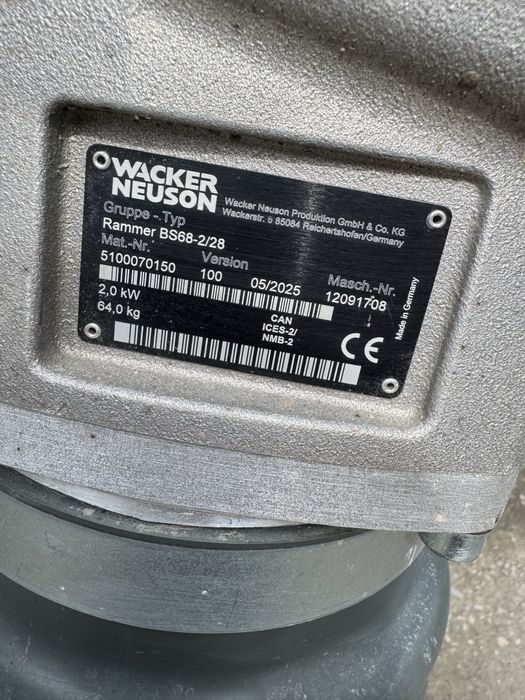 WACKER
NEUSON
Wacker Neuson Produktion GmbH & Co. KG
Wackerstr. 6 85084 Reichertshofen/Germany
Gruppe - Typ
Rammer BS68-2/28
Mat.-Nr. Version Masch.-Nr.
5100070150 100 05/2025 12091708
2,0 kW
64,0 kg
CAN
ICES-2/
NMB-2
CE
Made in Germany